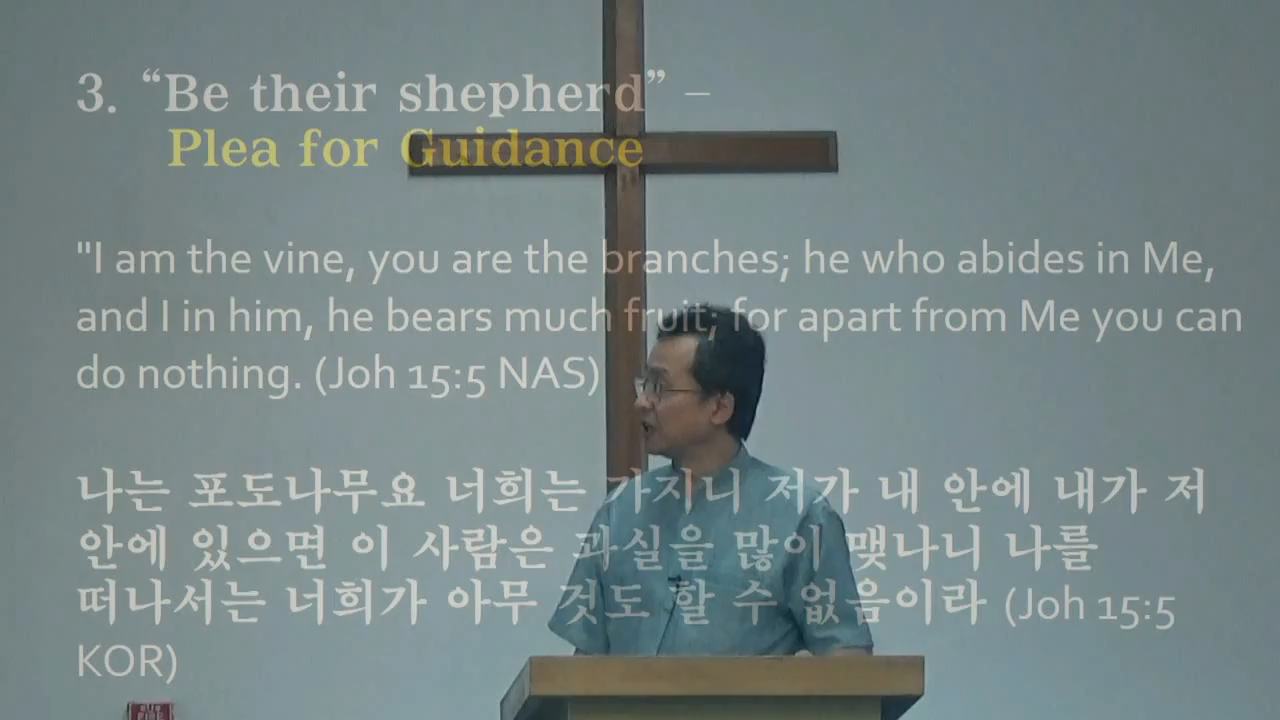 3. “Be their shepherd” –
Plea for Guidance
"I am the vine, you are the branches; he who abides in Me,
and I in him, he bears much fruit; for apart from Me you can
do nothing. (Joh 15:5 NAS)
나는 포도나무요 너희는 가지니 저가 내 안에 내가 저
안에 있으면 이 사람은 과실을 많이 맺나니 나를
떠나서는 너희가 아무 것도 할 수 없음이라 (Joh 15:5
KOR)